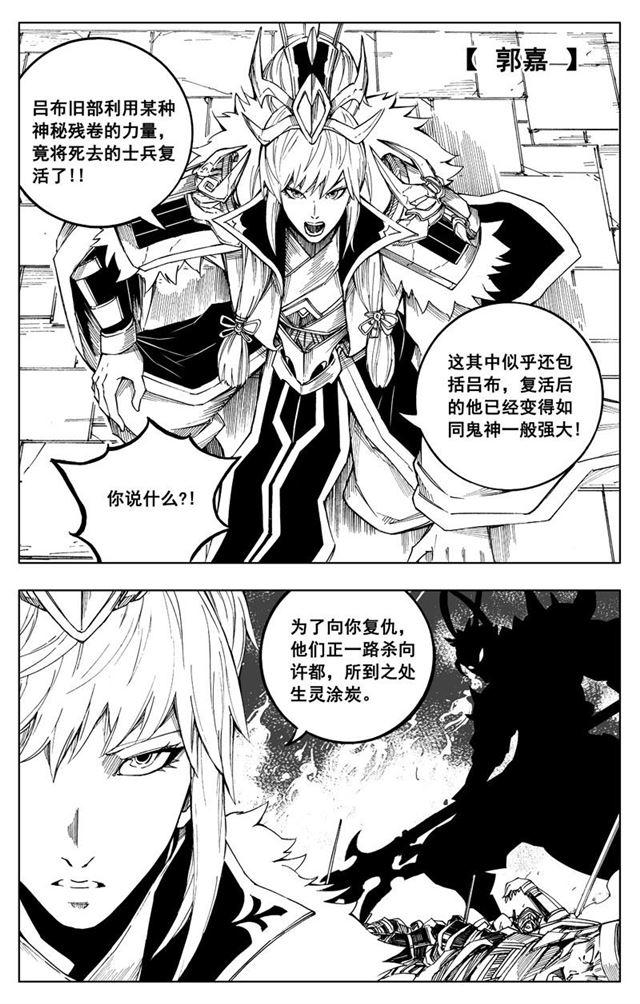 【 郭嘉 】
吕布旧部利用某种
神秘残卷的力量，
竟将死去的士兵复
活了!!
这其中似乎还包
括吕布，复活后
的他已经变得如
同鬼神一般强大!
你说什么?!
为了向你复仇，
他们正一路杀向
许都，所到之处
生灵涂炭。